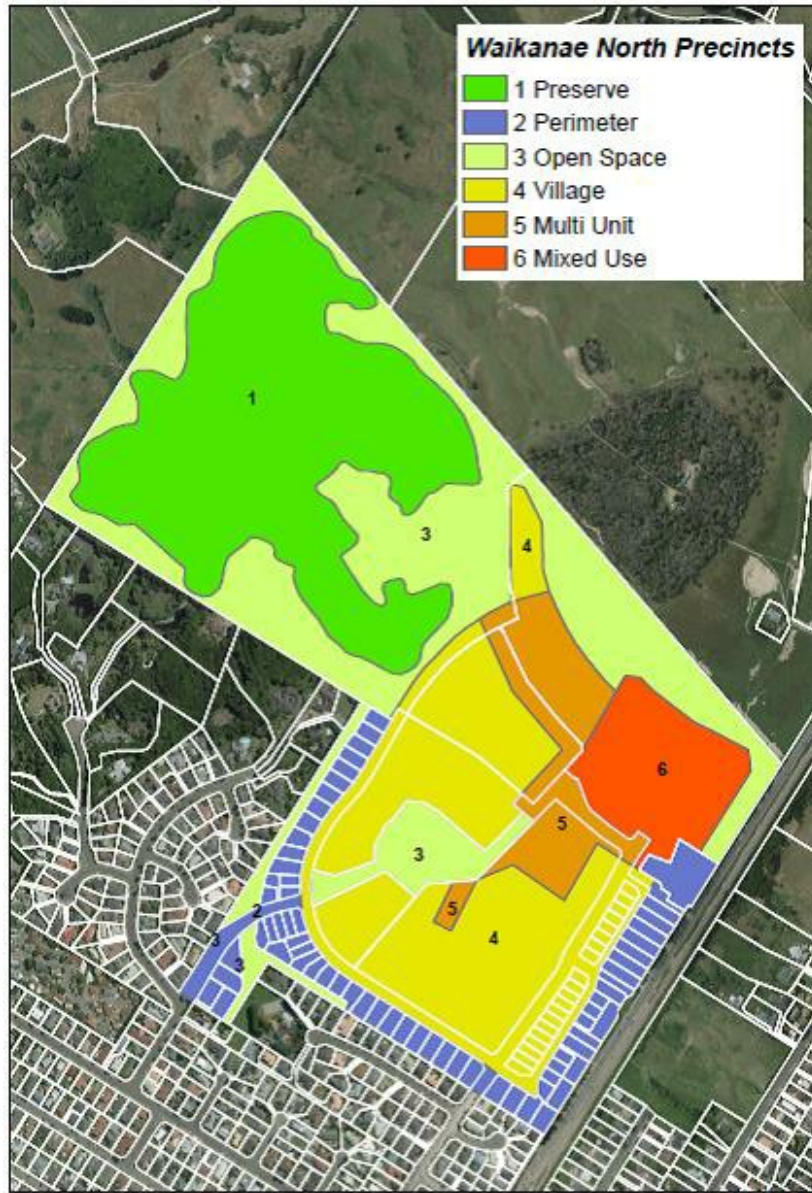 Waikanae North Precincts
1 Preserve
2 Perimeter
3 Open Space
4 Village
5 Multi Unit
6 Mixed Use
1
3
4
6
5
3
5
2
4
3
3